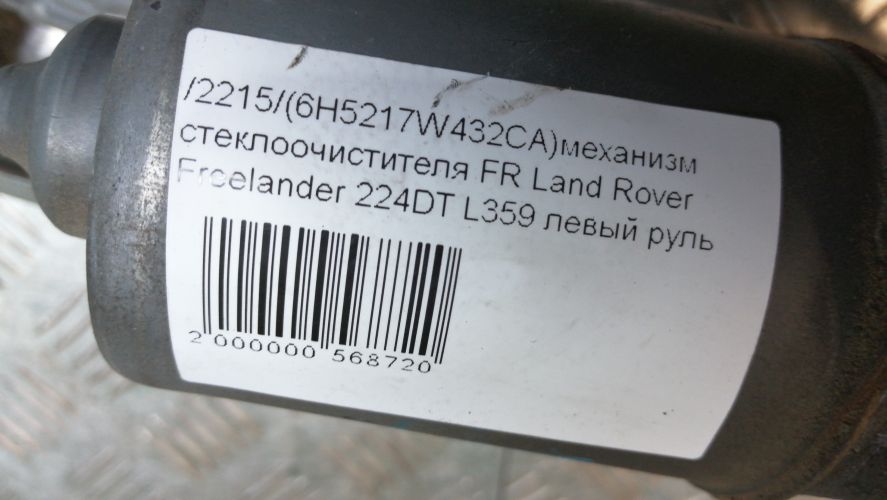 /2215/(6H5217W432CA)механизм
стеклоочистителя FR Land Rover
Freelander 224DT L359 левый руль
2 000000 568720